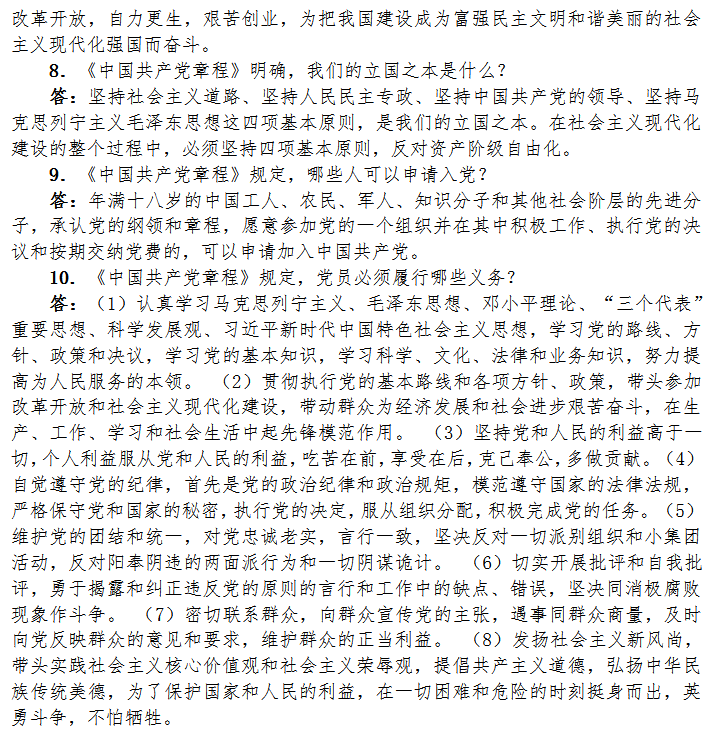 改革开放，自力更生，艰苦创业，为把我国建设成为富强民主文明和谐美丽的社会
主义现代化强国而奋斗。
8．《中国共产党章程》明确，我们的立国之本是什么？
答：坚持社会主义道路、坚持人民民主专政、坚持中国共产党的领导、坚持马
克思列宁主义毛泽东思想这四项基本原则，是我们的立国之本。在社会主义现代化
建设的整个过程中，必须坚持四项基本原则，反对资产阶级自由化。
9．《中国共产党章程》规定，哪些人可以申请入党？
答：年满十八岁的中国工人、农民、军人、知识分子和其他社会阶层的先进分
子，承认党的纲领和章程，愿意参加党的一个组织并在其中积极工作、执行党的决
议和按期交纳党费的，可以申请加入中国共产党。
10．《中国共产党章程》规定，党员必须履行哪些义务？
答：（1）认真学习马克思列宁主义、毛泽东思想、邓小平理论、“三个代表”
重要思想、科学发展观、习近平新时代中国特色社会主义思想，学习党的路线、方
针、政策和决议，学习党的基本知识，学习科学、文化、法律和业务知识，努力提
高为人民服务的本领。 （2）贯彻执行党的基本路线和各项方针、政策，带头参加
改革开放和社会主义现代化建设，带动群众为经济发展和社会进步艰苦奋斗，在生
产、工作、学习和社会生活中起先锋模范作用。 （3）坚持党和人民的利益高于一
切，个人利益服从党和人民的利益，吃苦在前，享受在后，克己奉公，多做贡献。（4）
自觉遵守党的纪律，首先是党的政治纪律和政治规矩，模范遵守国家的法律法规，
严格保守党和国家的秘密，执行党的决定，服从组织分配，积极完成党的任务。（5）
维护党的团结和统一，对党忠诚老实，言行一致，坚决反对一切派别组织和小集团
活动，反对阳奉阴违的两面派行为和一切阴谋诡计。 （6）切实开展批评和自我批
评，勇于揭露和纠正违反党的原则的言行和工作中的缺点、错误，坚决同消极腐败
现象作斗争。 （7）密切联系群众，向群众宣传党的主张，遇事同群众商量，及时
向党反映群众的意见和要求，维护群众的正当利益。 （8）发扬社会主义新风尚，
带头实践社会主义核心价值观和社会主义荣辱观，提倡共产主义道德，弘扬中华民
族传统美德，为了保护国家和人民的利益，在一切困难和危险的时刻挺身而出，英
勇斗争，不怕牺牲。